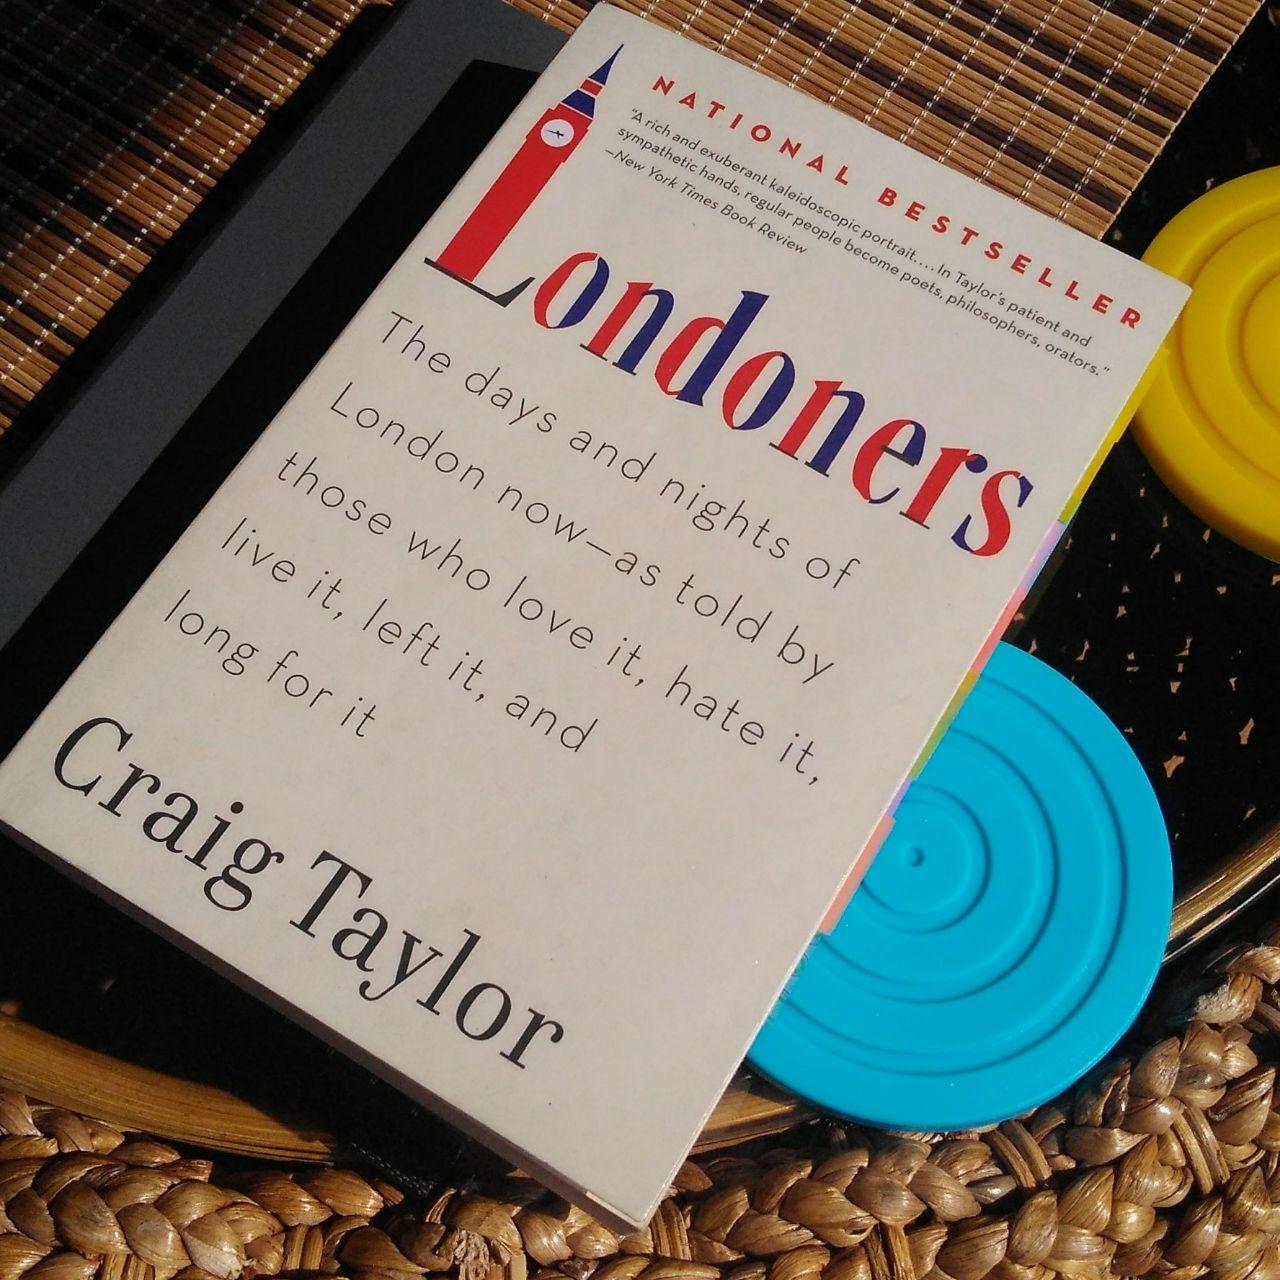 NATIONAL BESTSELLER
"A rich and exuberant kaleidoscopic portrait.... In Taylor's patient and
sympathetic hands, regular people become poets, philosophers, orators."
—New York Times Book Review
Londoners
The days and nights of
London now—as told by
those who love it, hate it,
live it, left it, and
long for it
Craig Taylor